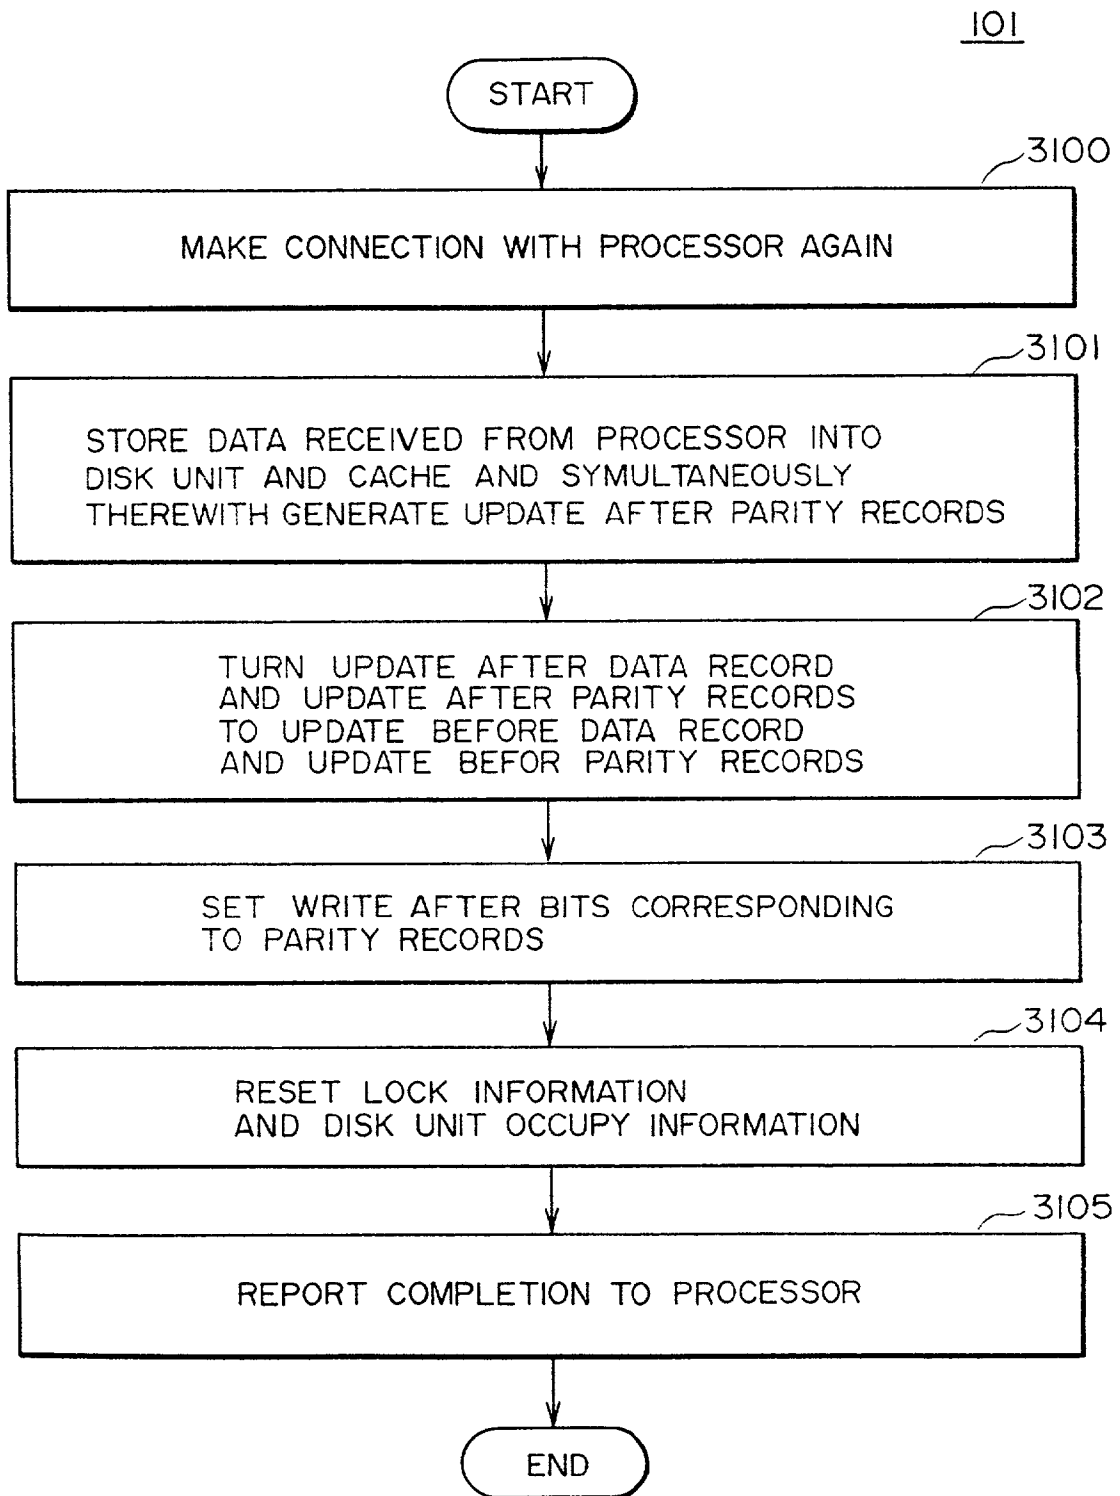 101
START
3100
MAKE CONNECTION WITH PROCESSOR AGAIN
3101
STORE DATA RECEIVED FROM PROCESSOR INTO
DISK UNIT AND CACHE AND SYMULTANEOUSLY
THEREWITH GENERATE UPDATE AFTER PARITY RECORDS
3102
TURN UPDATE AFTER DATA RECORD
AND UPDATE AFTER PARITY RECORDS
TO UPDATE BEFORE DATA RECORD
AND UPDATE BEFOR PARITY RECORDS
3103
SET WRITE AFTER BITS CORRESPONDING
TO PARITY RECORDS
3104
RESET LOCK INFORMATION
AND DISK UNIT OCCUPY INFORMATION
3105
REPORT COMPLETION TO PROCESSOR
END